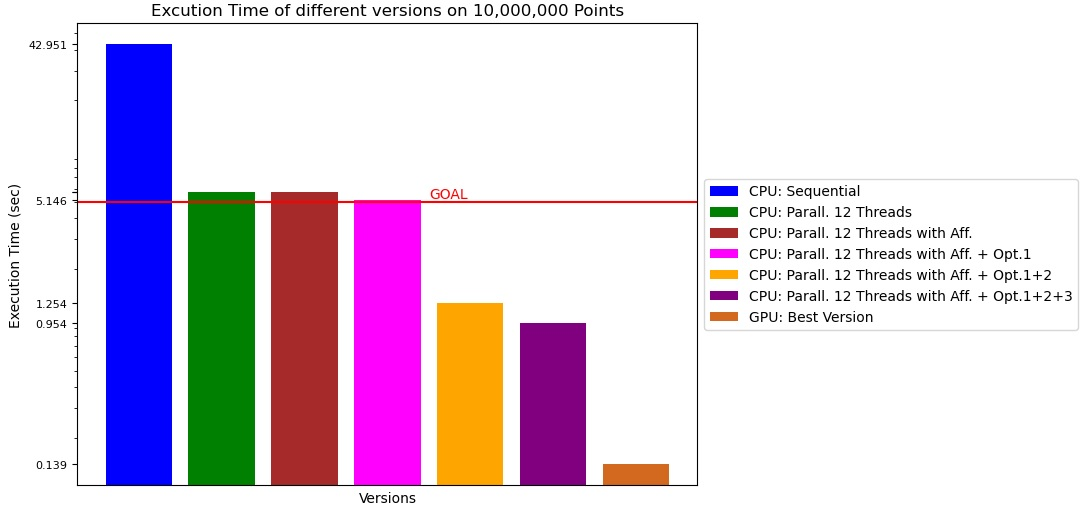 Excution Time of different versions on 10,000,000 Points
Execution Time (sec)
42.951
5.146
1.254
0.954
0.139
GOAL
Versions
CPU: Sequential
CPU: Parall. 12 Threads
CPU: Parall. 12 Threads with Aff.
CPU: Parall. 12 Threads with Aff. + Opt.1
CPU: Parall. 12 Threads with Aff. + Opt.1+2
CPU: Parall. 12 Threads with Aff. + Opt.1+2+3
GPU: Best Version